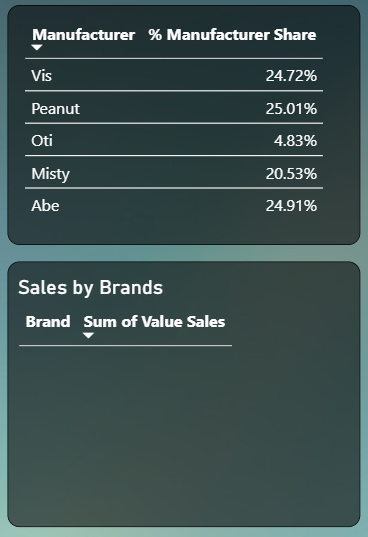 Manufacturer % Manufacturer Share
Vis 24.72%
Peanut 25.01%
Oti 4.83%
Misty 20.53%
Abe 24.91%
Sales by Brands
Brand Sum of Value Sales